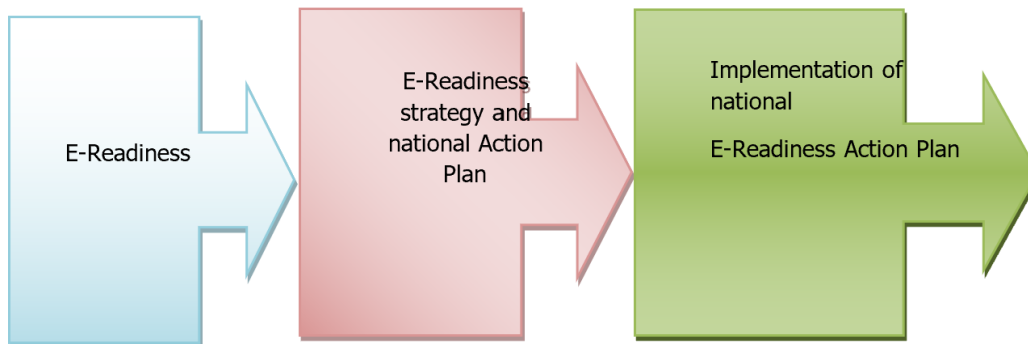 E-Readiness
E-Readiness
strategy and
national Action
Plan
Implementation of
national
E-Readiness Action Plan